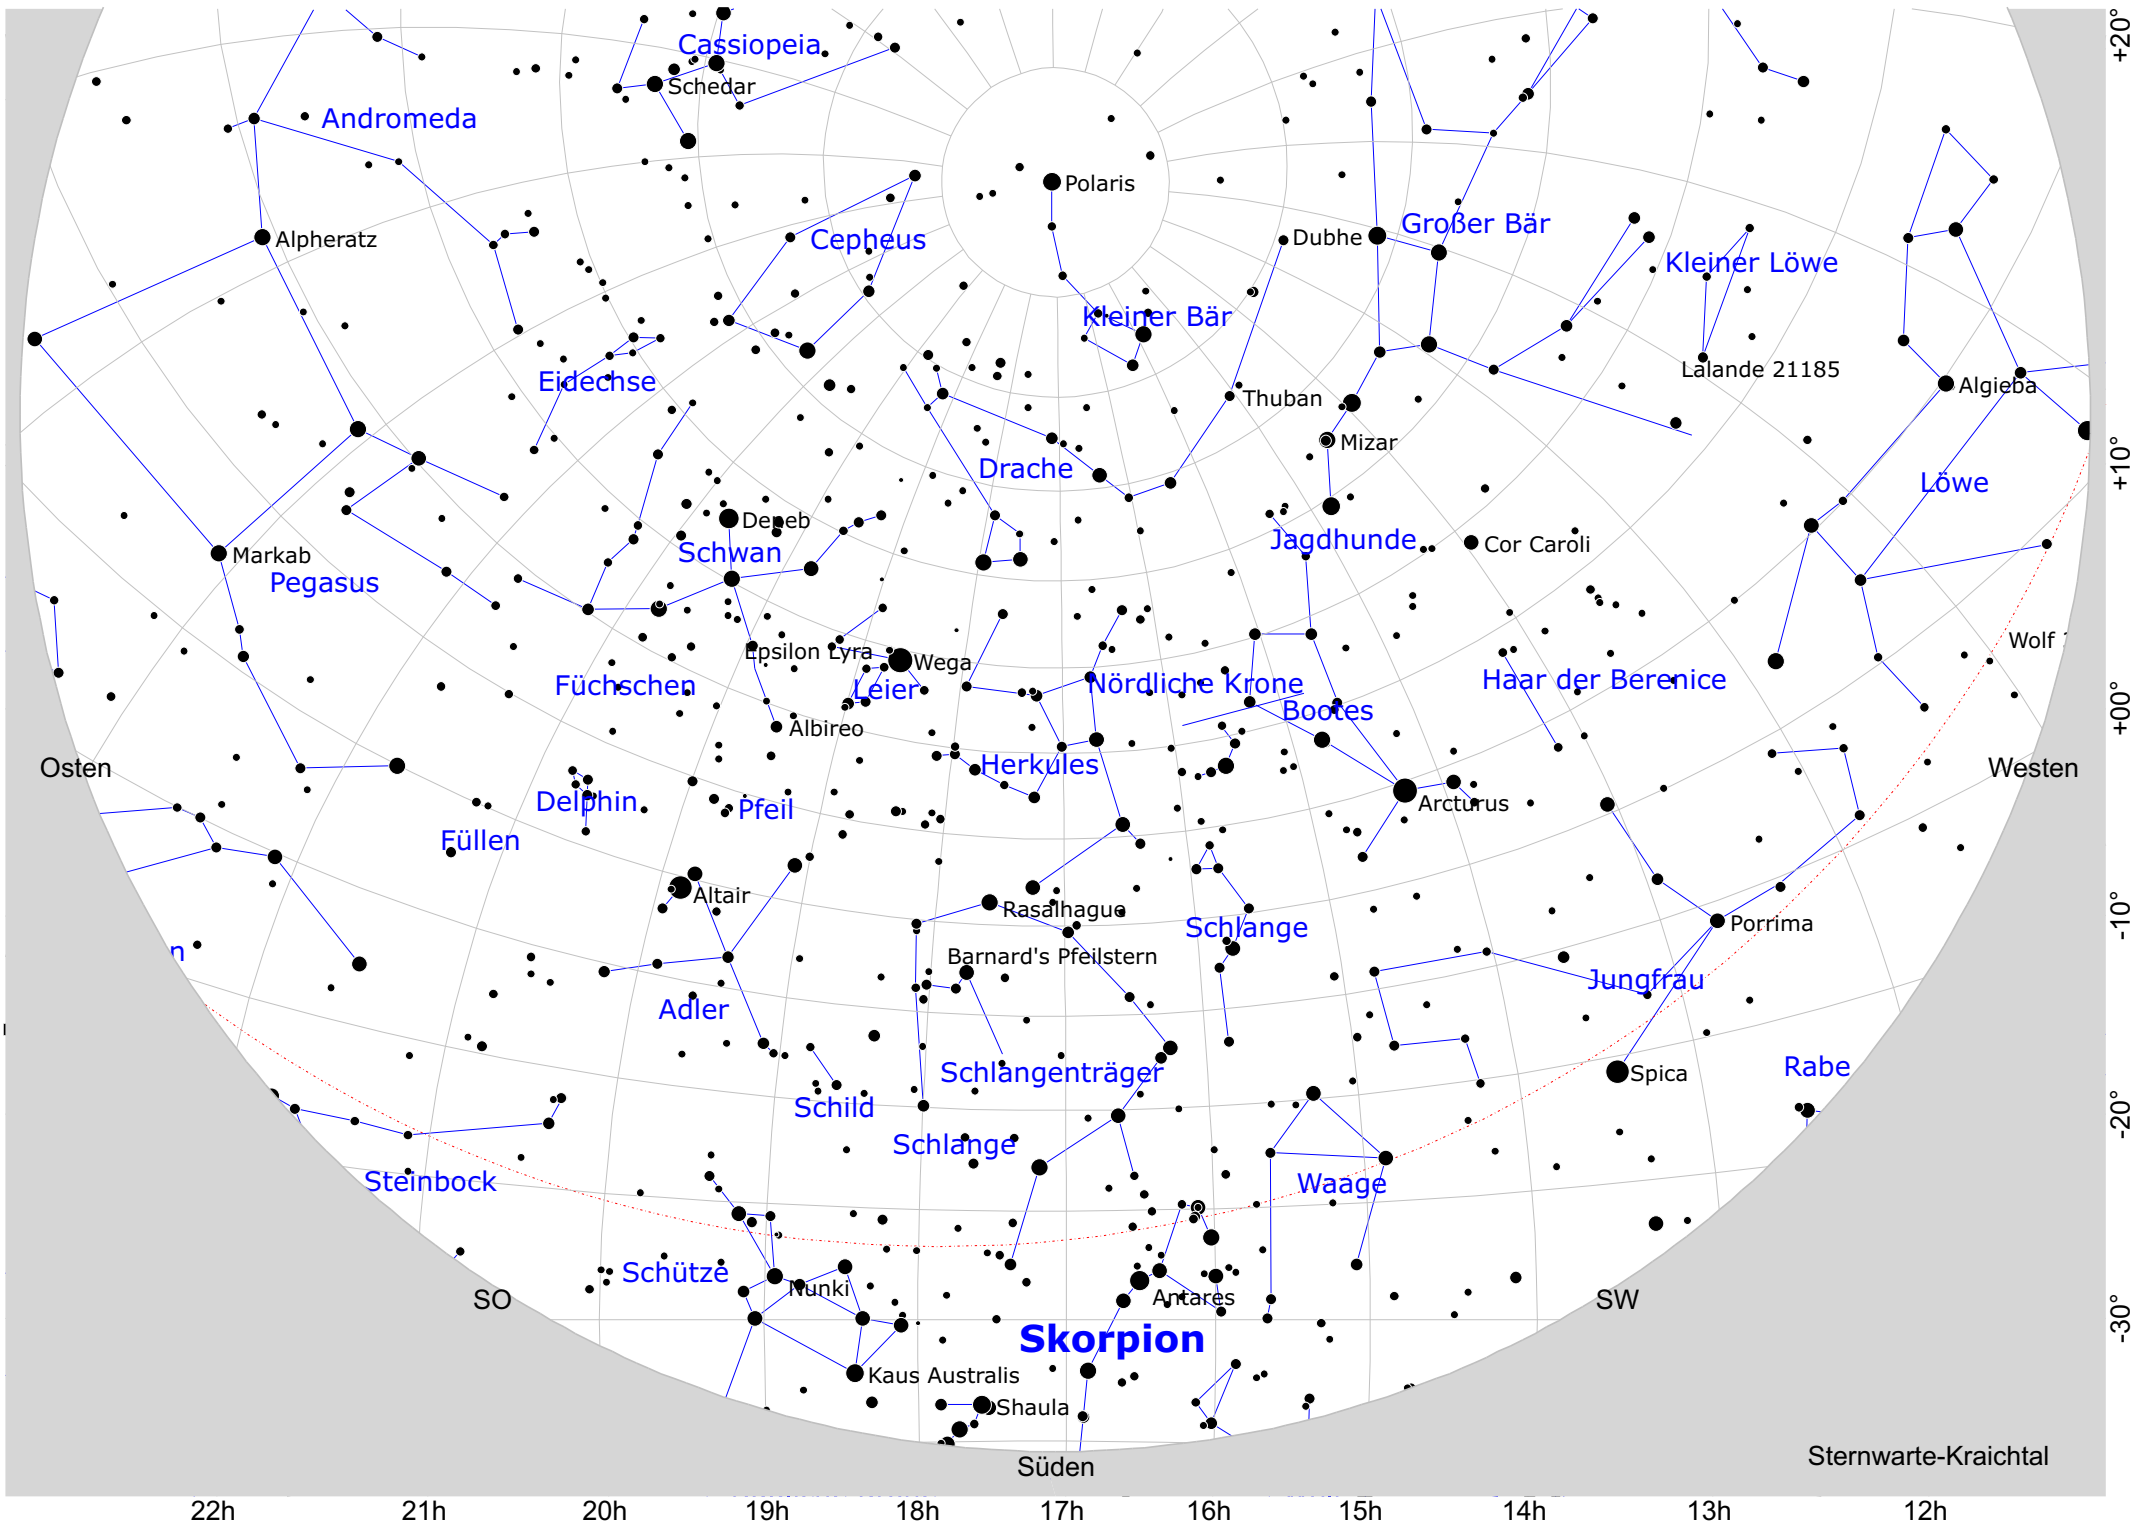 +20°
Cassiopeia
Schedar
Andromeda
Polaris
Alpheratz
Cepheus
Dubhe
Großer Bär
Kleiner Löwe
Kleiner Bär
Lalande 21185
Eidechse
Algieba
Thuban
Mizar
+10°
Drache
Löwe
Deneb
Schwan
Jagdhunde
Cor Caroli
Markab
Pegasus
Wolf
Epsilon Lyra
Wega
Füchschen
Leier
Nördliche Krone
Haar der Berenice
Bootes
+00°
Albireo
Osten
Herkules
Westen
Delphin
Pfeil
Arcturus
Füllen
Altair
Rasalhague
-10°
Schlange
Porrima
n
Barnard's Pfeilstern
Jungfrau
Adler
Schlangenträger
Spica
Rabe
Schild
-20°
Schlange
Steinbock
Waage
Schütze
Nunki
Antares
SO
SW
-30°
Skorpion
Kaus Australis
Shaula
Sternwarte-Kraichtal
Süden
22h 21h 20h 19h 18h 17h 16h 15h 14h 13h 12h